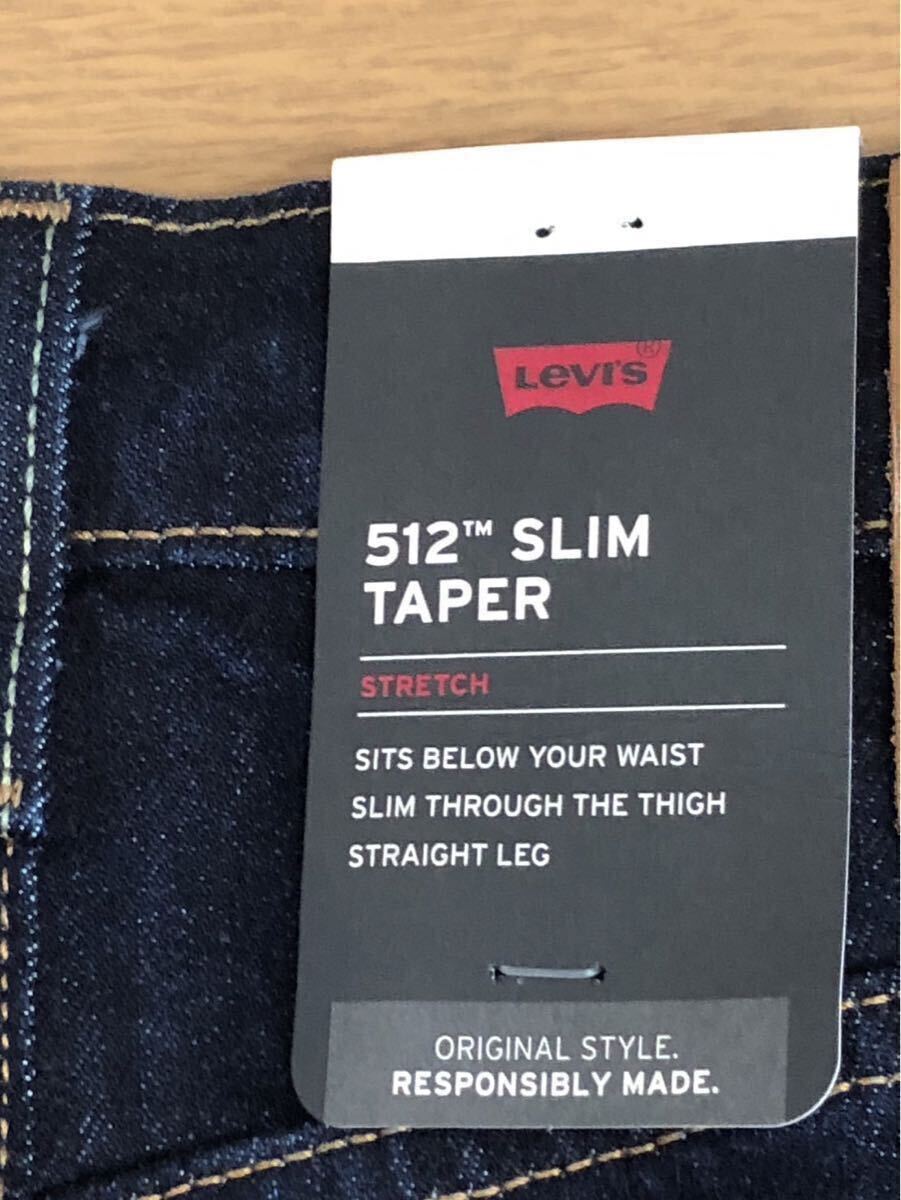 Levi's ®
512™ SLIM
TAPER
STRETCH
SITS BELOW YOUR WAIST
SLIM THROUGH THE THIGH
STRAIGHT LEG
ORIGINAL STYLE.
RESPONSIBLY MADE.